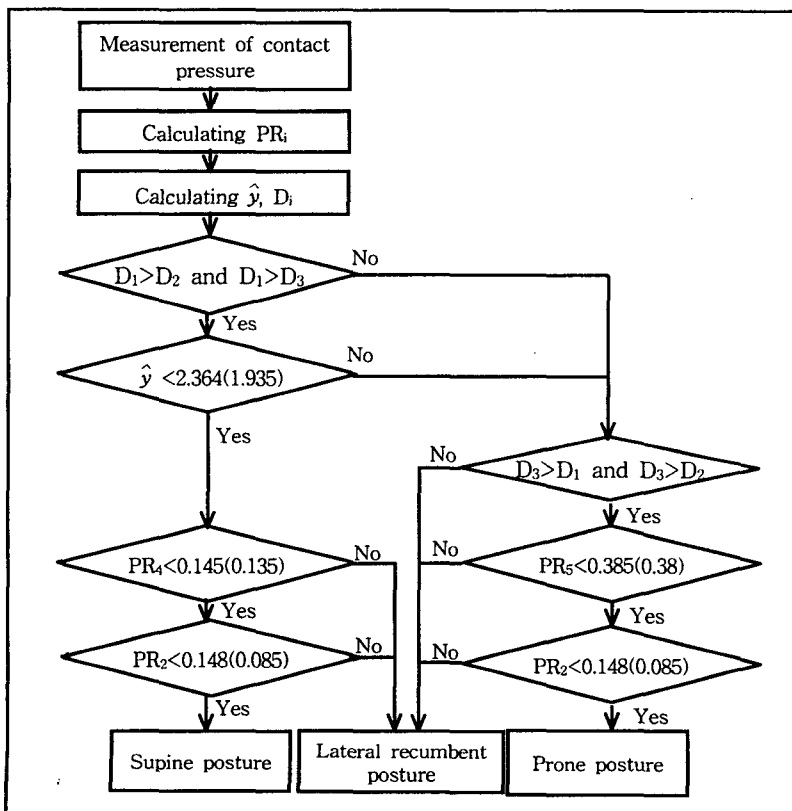 Measurement of contact
pressure
Calculating PRᵢ
Calculating ŷ, Dᵢ
D₁>D₂ and D₁>D₃
No
Yes
ŷ <2.364(1.935)
No
Yes
D₃>D₁ and D₃>D₂
No
Yes
PR₄<0.145(0.135)
No
Yes
PR₅<0.385(0.38)
No
Yes
PR₂<0.148(0.085)
No
Yes
PR₂<0.148(0.085)
No
Yes
Supine posture
Lateral recumbent
posture
Prone posture